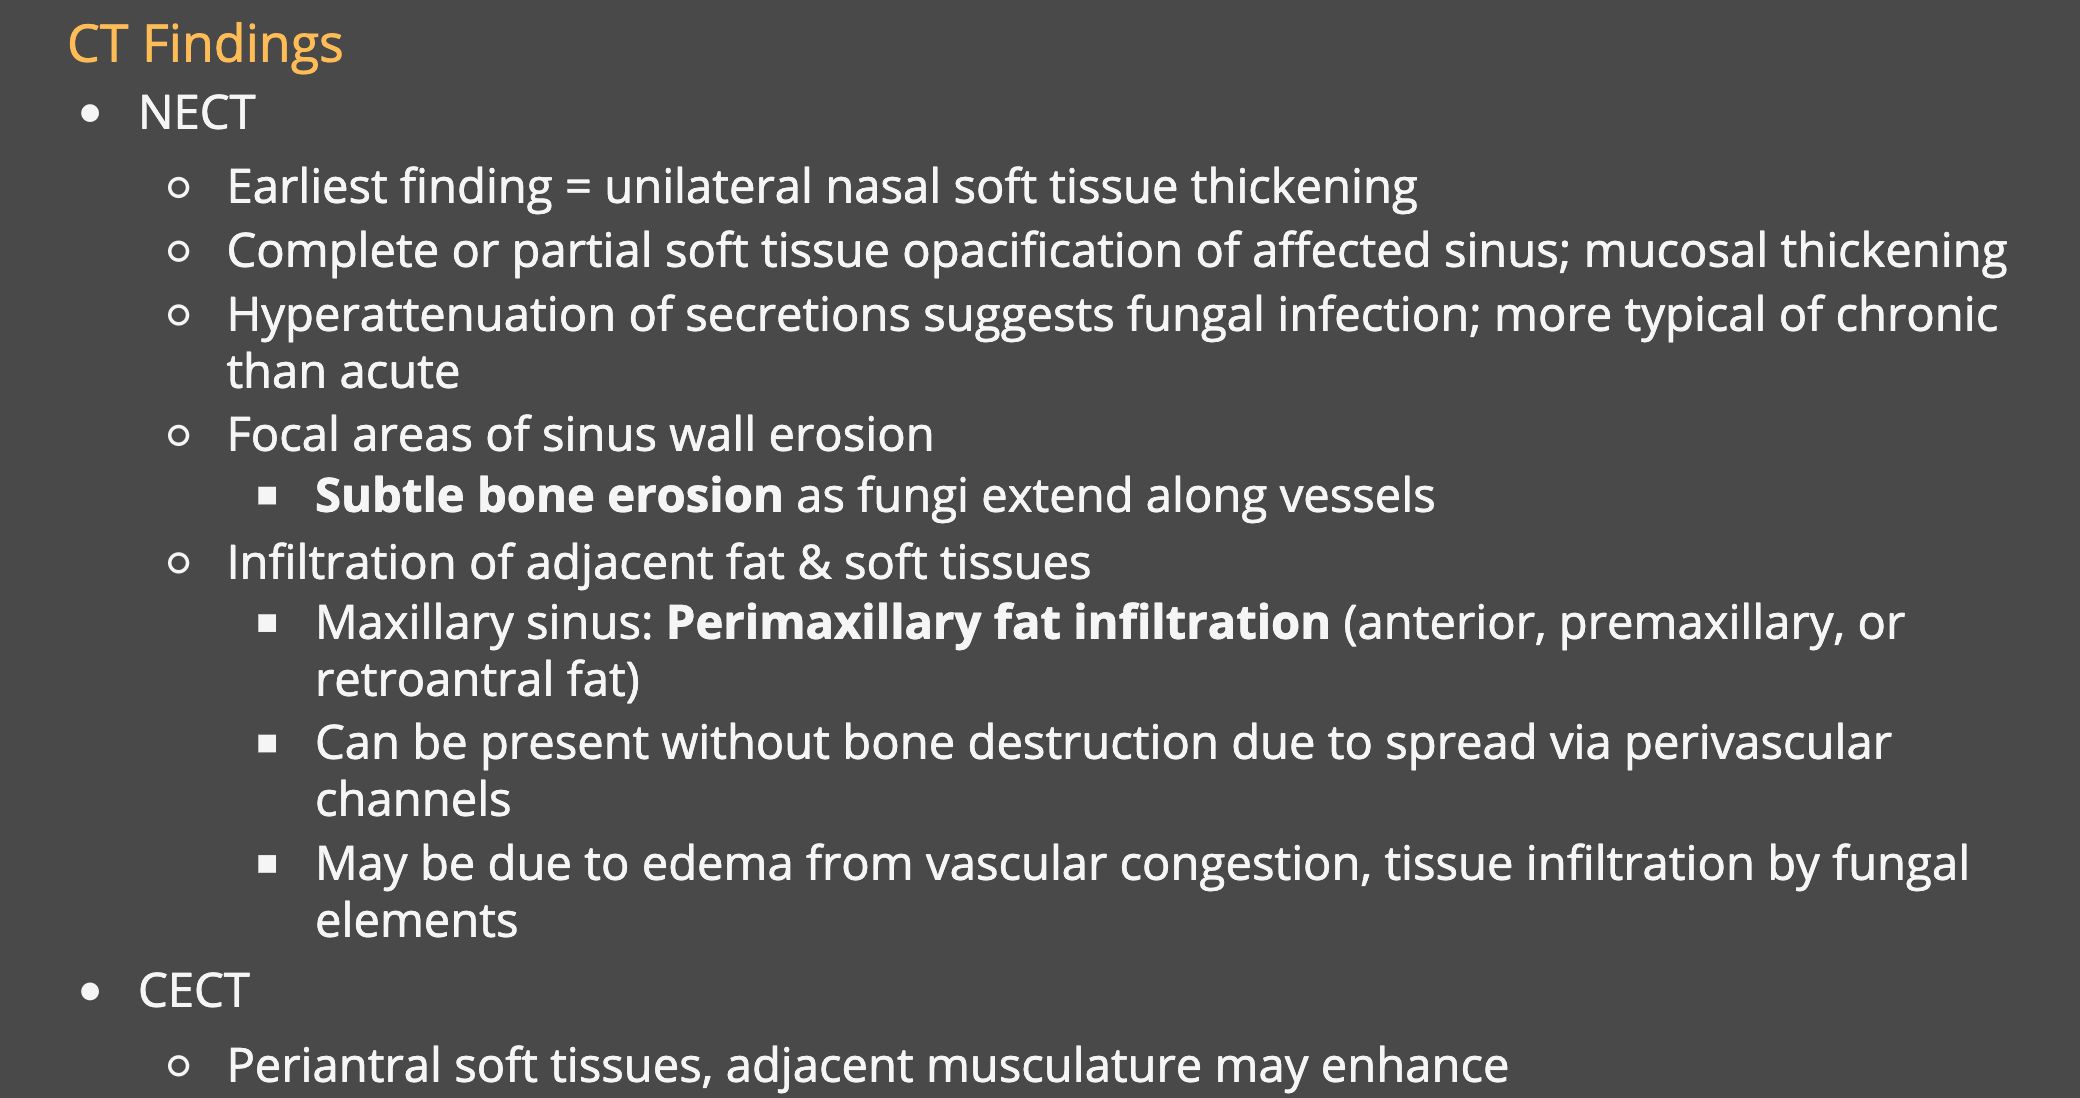 CT Findings
• NECT
○ Earliest finding = unilateral nasal soft tissue thickening
○ Complete or partial soft tissue opacification of affected sinus; mucosal thickening
○ Hyperattenuation of secretions suggests fungal infection; more typical of chronic
than acute
○ Focal areas of sinus wall erosion
▪ Subtle bone erosion as fungi extend along vessels
○ Infiltration of adjacent fat & soft tissues
▪ Maxillary sinus: Perimaxillary fat infiltration (anterior, premaxillary, or
retroantral fat)
▪ Can be present without bone destruction due to spread via perivascular
channels
▪ May be due to edema from vascular congestion, tissue infiltration by fungal
elements
• CECT
○ Periantral soft tissues, adjacent musculature may enhance